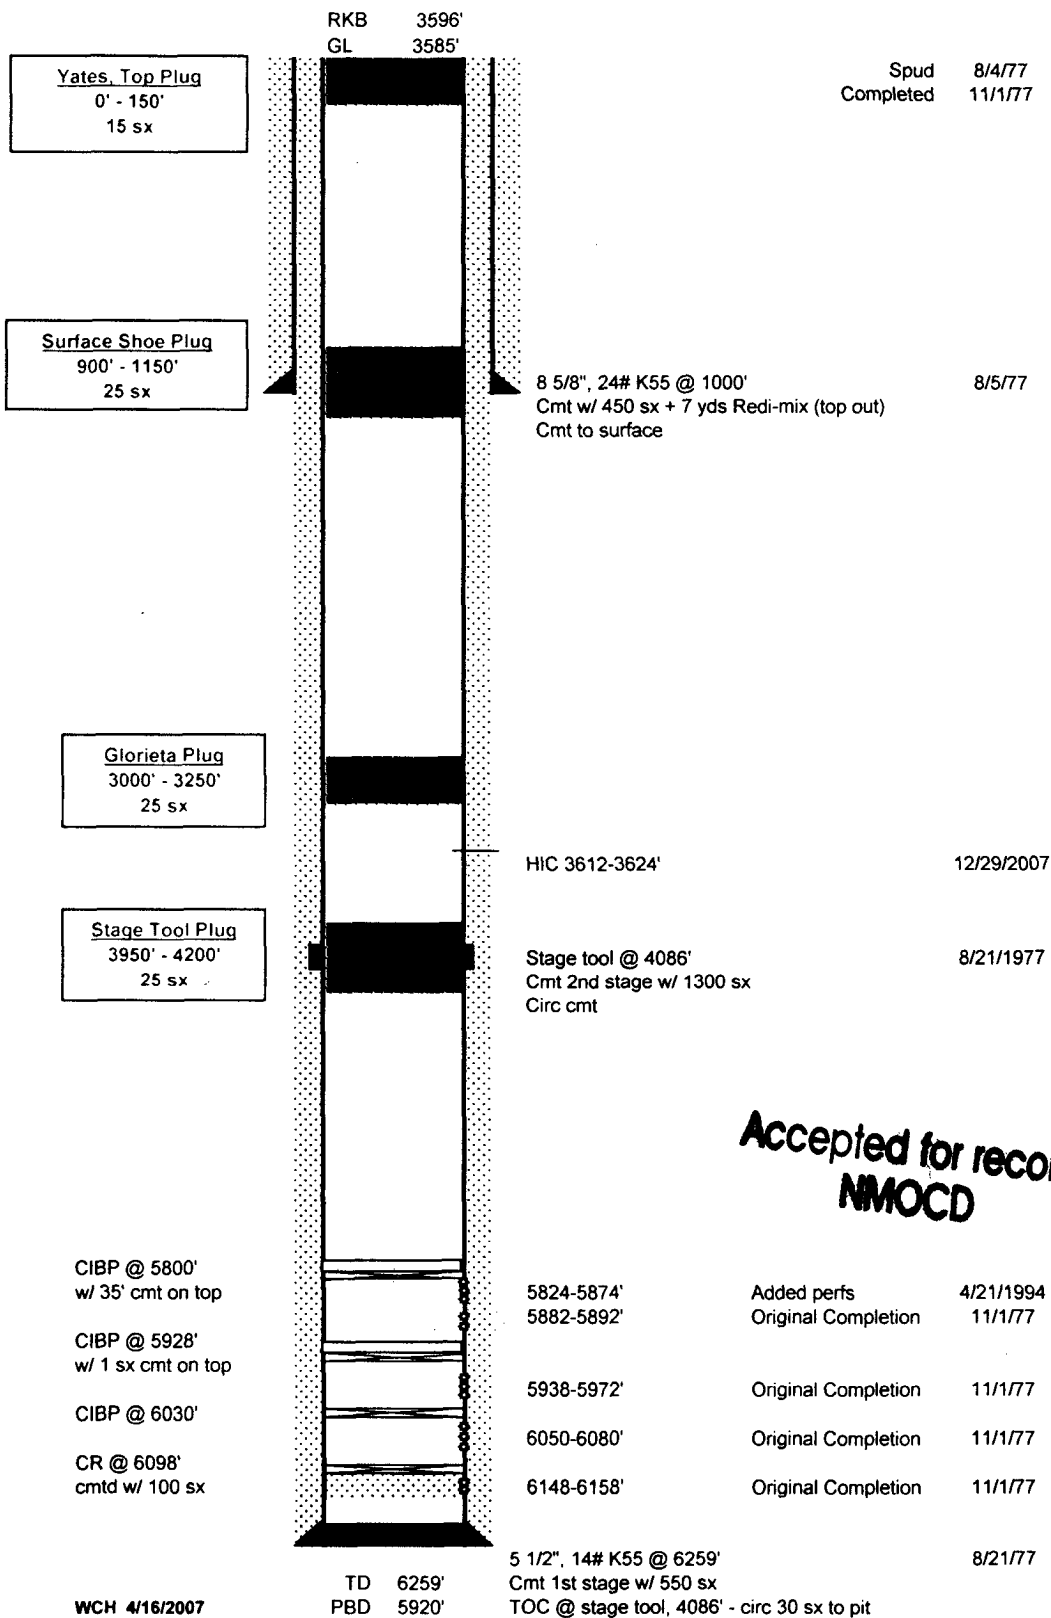 RKB 3596'
GL 3585'
Yates, Top Plug
0' - 150'
15 sx
Spud 8/4/77
Completed 11/1/77
Surface Shoe Plug
900' - 1150'
25 sx
8 5/8", 24# K55 @ 1000' 8/5/77
Cmt w/ 450 sx + 7 yds Redi-mix (top out)
Cmt to surface
Glorieta Plug
3000' - 3250'
25 sx
HIC 3612-3624' 12/29/2007
Stage Tool Plug
3950' - 4200'
25 sx
Stage tool @ 4086' 8/21/1977
Cmt 2nd stage w/ 1300 sx
Circ cmt
Accepted for recor
NMOCD
CIBP @ 5800'
w/ 35' cmt on top
5824-5874' Added perfs 4/21/1994
5882-5892' Original Completion 11/1/77
CIBP @ 5928'
w/ 1 sx cmt on top
5938-5972' Original Completion 11/1/77
CIBP @ 6030'
6050-6080' Original Completion 11/1/77
CR @ 6098'
cmtd w/ 100 sx
6148-6158' Original Completion 11/1/77
5 1/2", 14# K55 @ 6259' 8/21/77
Cmt 1st stage w/ 550 sx
TOC @ stage tool, 4086' - circ 30 sx to pit
TD 6259'
PBD 5920'
WCH 4/16/2007